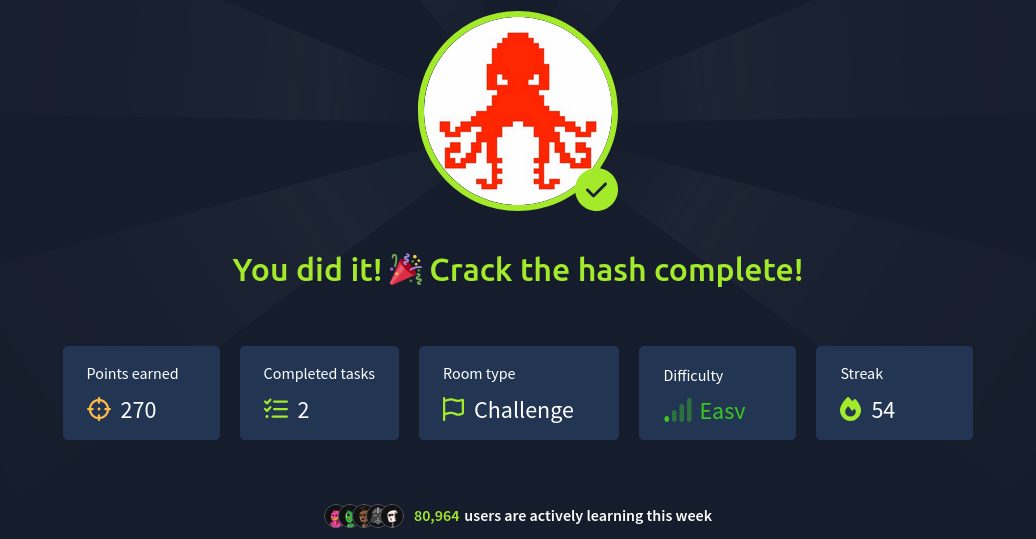 You did it! 🎉 Crack the hash complete!
Points earned
270
Completed tasks
2
Room type
Challenge
Difficulty
Easy
Streak
54
80,964 users are actively learning this week